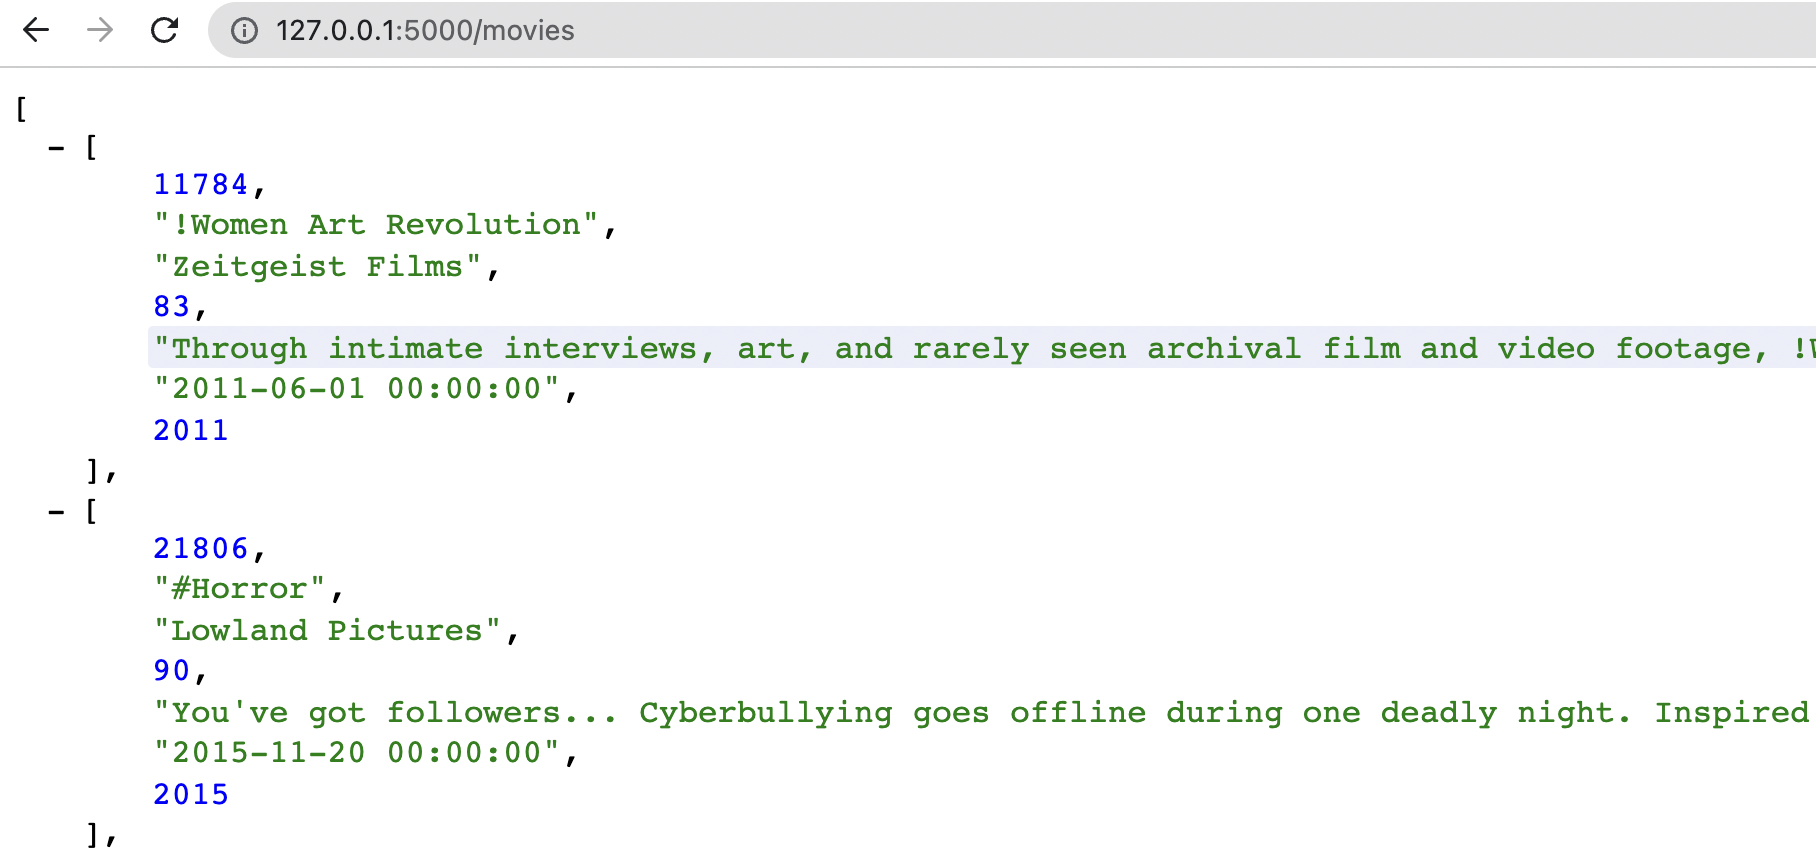 127.0.0.1:5000/movies
[
- [
11784,
"!Women Art Revolution",
"Zeitgeist Films",
83,
"Through intimate interviews, art, and rarely seen archival film and video footage,
"2011-06-01 00:00:00",
2011
],
- [
21806,
"#Horror",
"Lowland Pictures",
90,
"You've got followers... Cyberbullying goes offline during one deadly night. Inspired
"2015-11-20 00:00:00",
2015
],